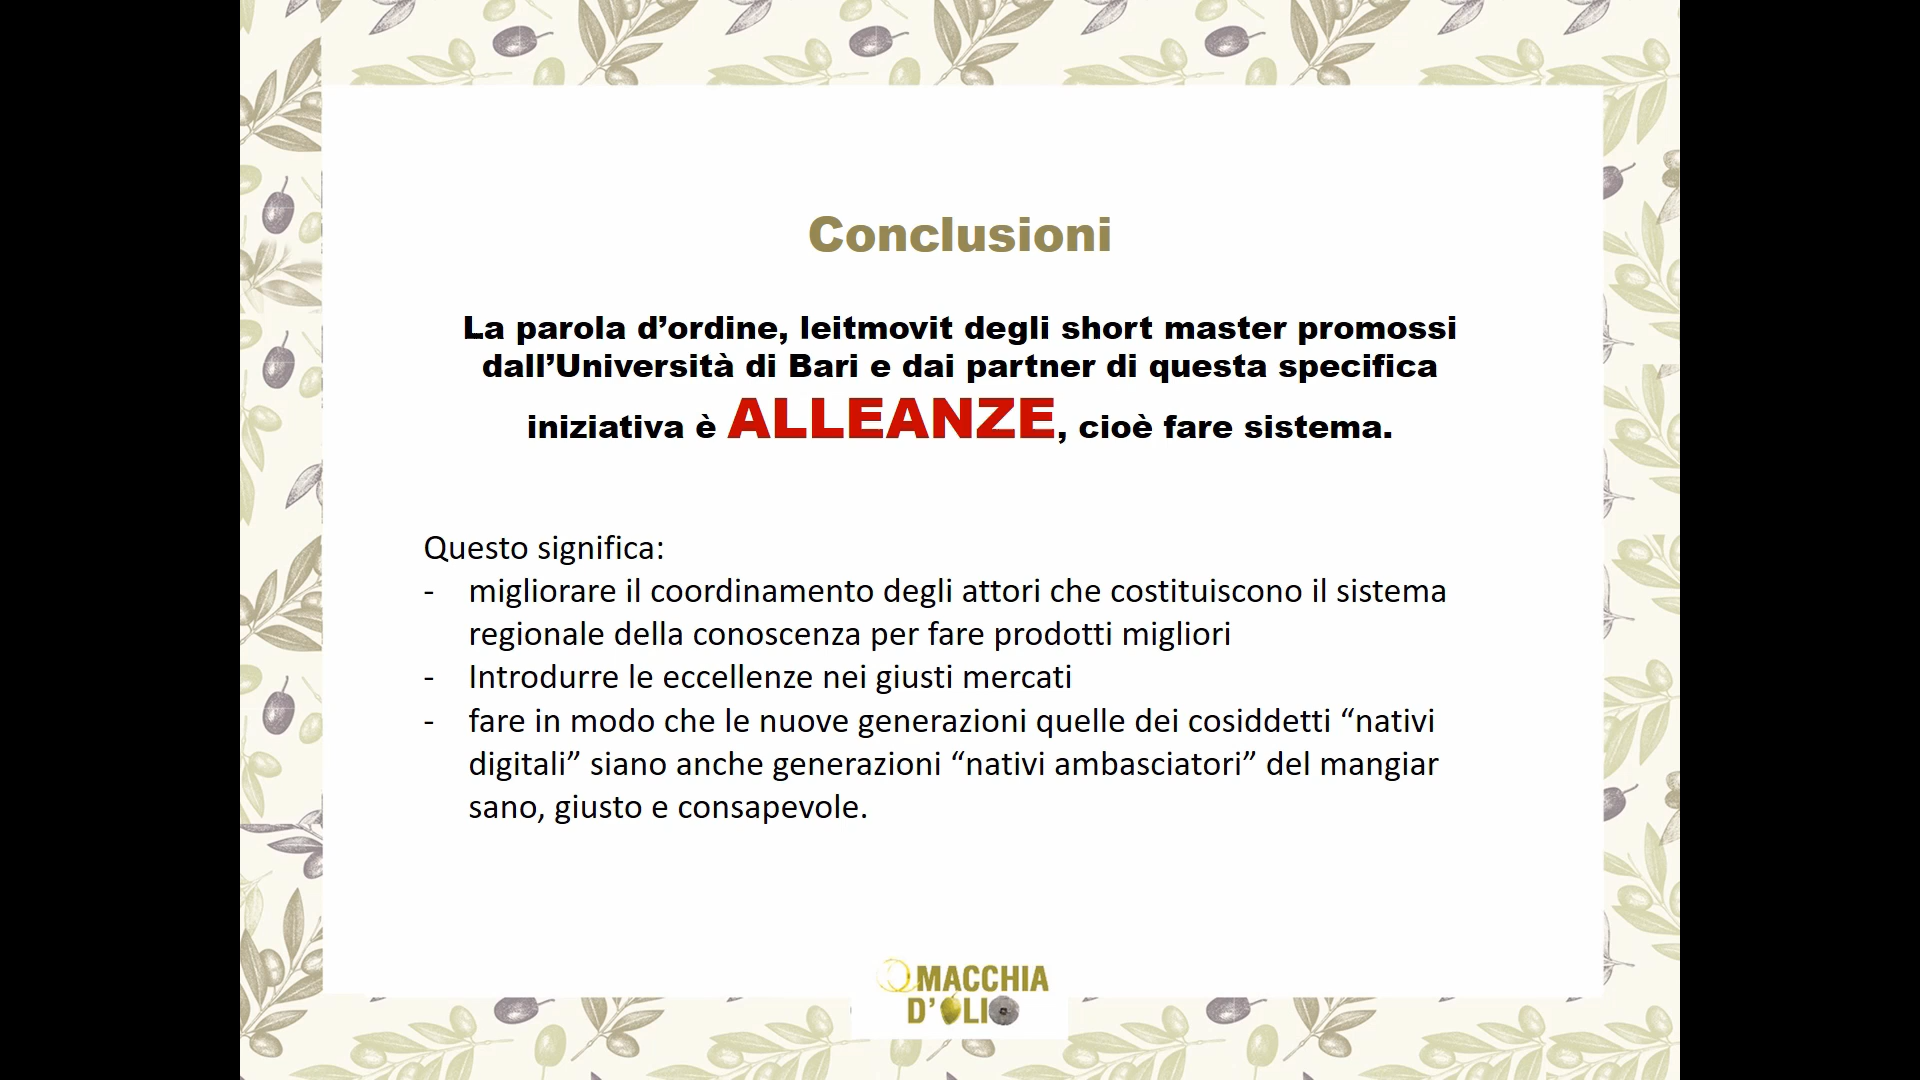 Conclusioni
La parola d’ordine, leitmovit degli short master promossi
dall’Università di Bari e dai partner di questa specifica
iniziativa è ALLEANZE, cioè fare sistema.
Questo significa:
- migliorare il coordinamento degli attori che costituiscono il sistema
regionale della conoscenza per fare prodotti migliori
- Introdurre le eccellenze nei giusti mercati
- fare in modo che le nuove generazioni quelle dei cosiddetti “nativi
digitali” siano anche generazioni “nativi ambasciatori” del mangiar
sano, giusto e consapevole.
MACCHIA
D’OLIO